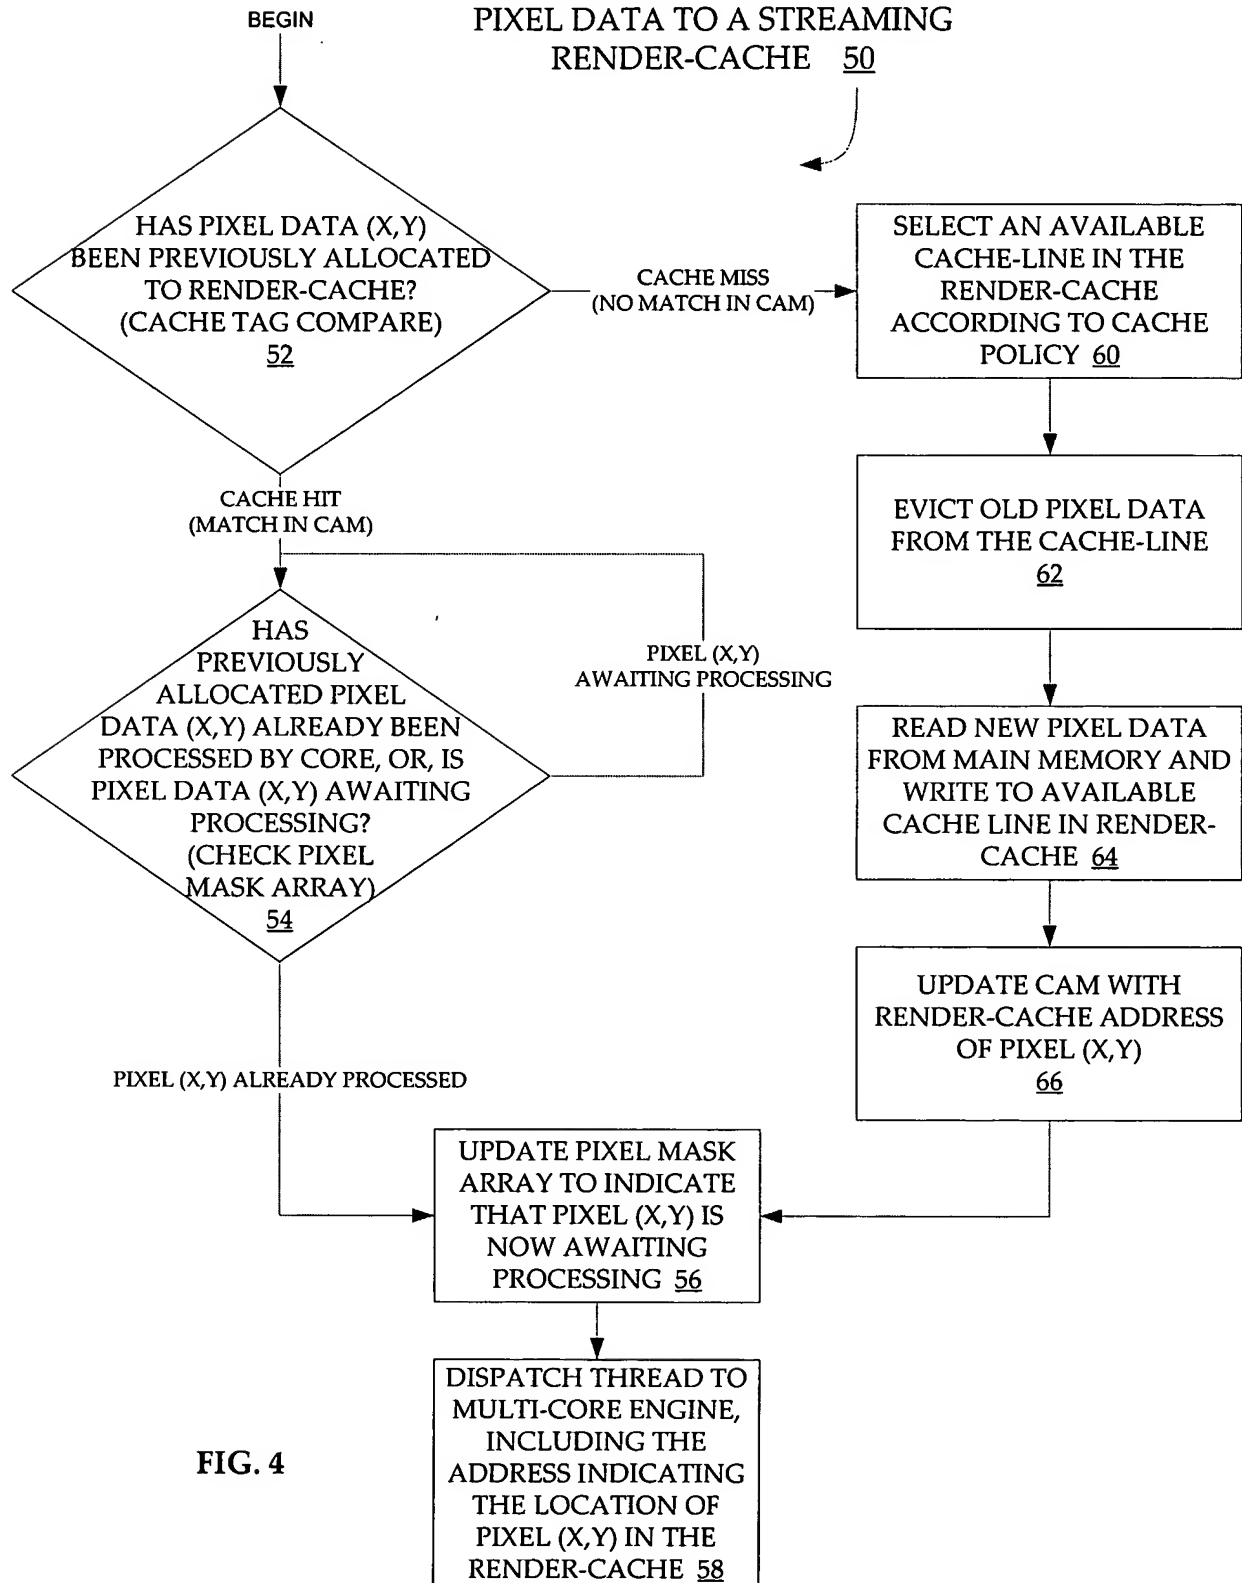 BEGIN
PIXEL DATA TO A STREAMING
RENDER-CACHE 50
HAS PIXEL DATA (X,Y)
BEEN PREVIOUSLY ALLOCATED
TO RENDER-CACHE?
(CACHE TAG COMPARE)
52
CACHE MISS
(NO MATCH IN CAM)
SELECT AN AVAILABLE
CACHE-LINE IN THE
RENDER-CACHE
ACCORDING TO CACHE
POLICY 60
CACHE HIT
(MATCH IN CAM)
EVICT OLD PIXEL DATA
FROM THE CACHE-LINE
62
HAS
PREVIOUSLY
ALLOCATED PIXEL
DATA (X,Y) ALREADY BEEN
PROCESSED BY CORE, OR, IS
PIXEL DATA (X,Y) AWAITING
PROCESSING?
(CHECK PIXEL
MASK ARRAY)
54
PIXEL (X,Y)
AWAITING PROCESSING
READ NEW PIXEL DATA
FROM MAIN MEMORY AND
WRITE TO AVAILABLE
CACHE LINE IN RENDER-
CACHE 64
UPDATE CAM WITH
RENDER-CACHE ADDRESS
OF PIXEL (X,Y)
66
PIXEL (X,Y) ALREADY PROCESSED
UPDATE PIXEL MASK
ARRAY TO INDICATE
THAT PIXEL (X,Y) IS
NOW AWAITING
PROCESSING 56
DISPATCH THREAD TO
MULTI-CORE ENGINE,
INCLUDING THE
ADDRESS INDICATING
THE LOCATION OF
PIXEL (X,Y) IN THE
RENDER-CACHE 58
FIG. 4